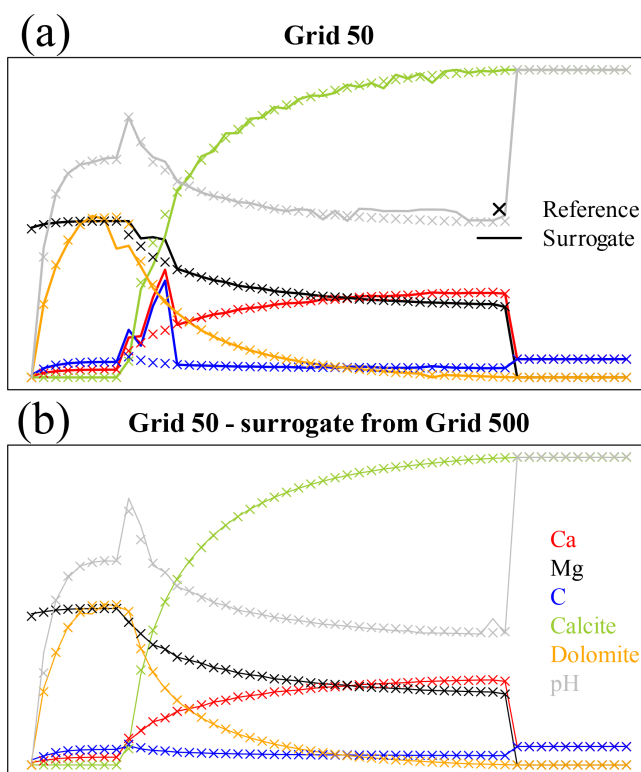 (a)
Grid 50
Reference
Surrogate
(b)
Grid 50 - surrogate from Grid 500
Ca
Mg
C
Calcite
Dolomite
pH